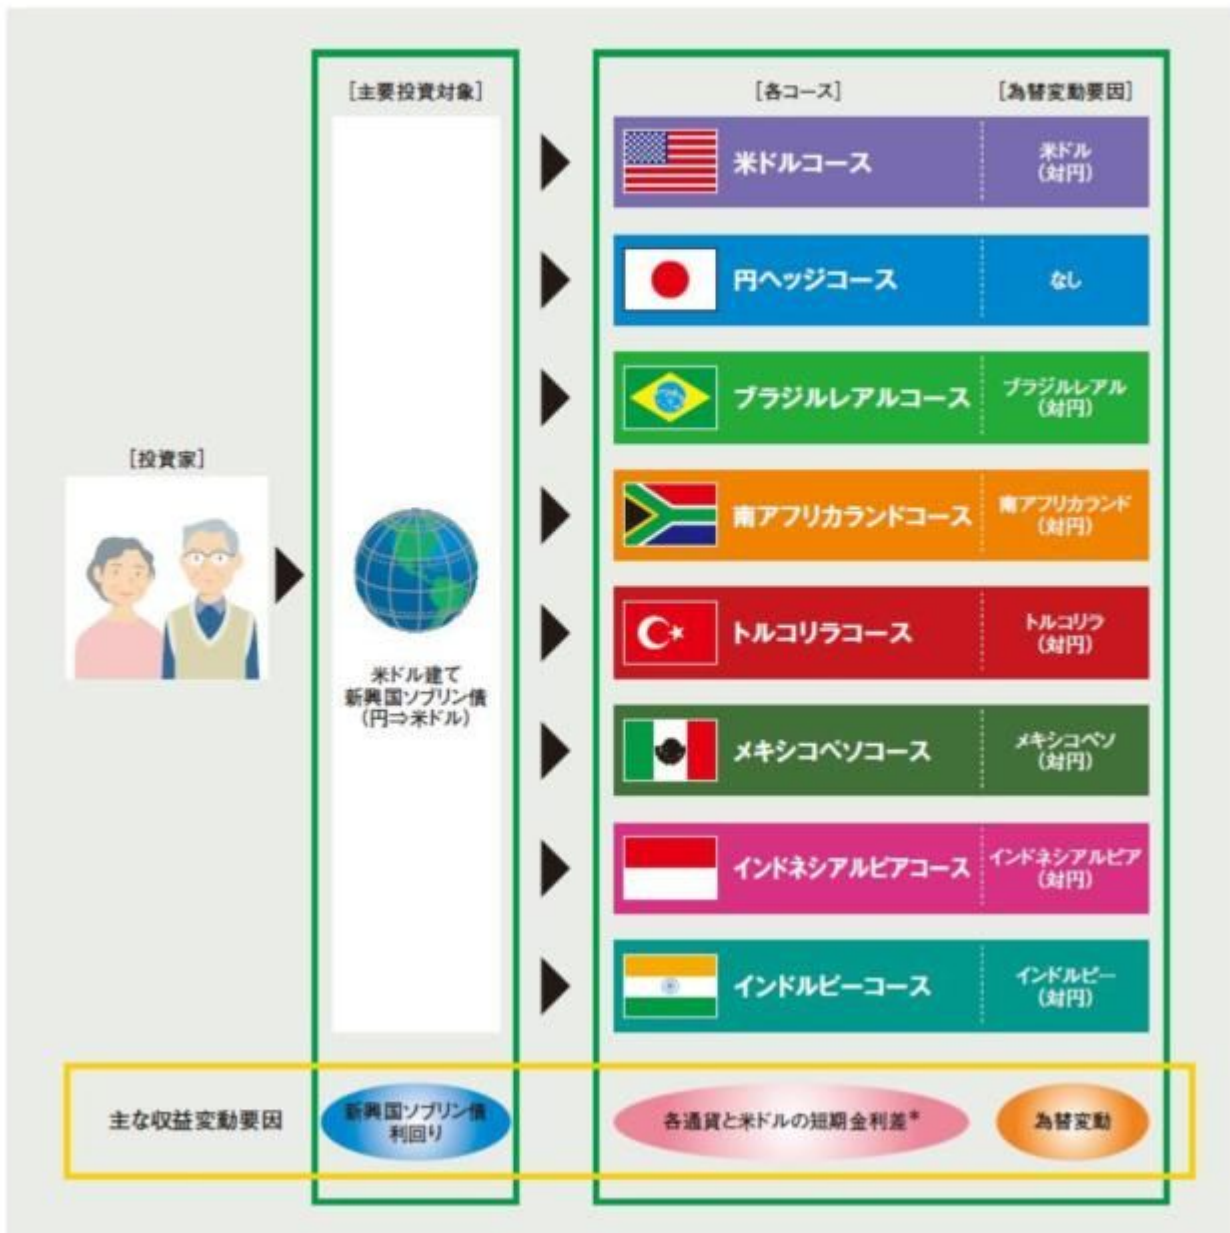 [主要投資対象]
[各コース]
[為替変動要因]
米ドルコース
米ドル
(対円)
円ヘッジコース
なし
ブラジルレアルコース
ブラジルレアル
(対円)
[投資家]
南アフリカランドコース
南アフリカランド
(対円)
米ドル建て
新興国ソブリン債
(円⇒米ドル)
トルコリラコース
トルコリラ
(対円)
メキシコペソコース
メキシコペソ
(対円)
インドネシアルピアコース
インドネシアルピア
(対円)
インドルピーコース
インドルピー
(対円)
主な収益変動要因
新興国ソブリン債
利回り
各通貨と米ドルの短期金利差*
為替変動